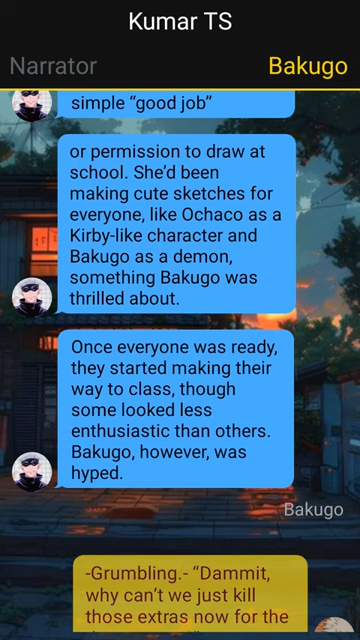 Kumar TS
Narrator
Bakugo
simple “good job”
or permission to draw at
school. She’d been
making cute sketches for
everyone, like Ochaco as a
Kirby-like character and
Bakugo as a demon,
something Bakugo was
thrilled about.
Once everyone was ready,
they started making their
way to class, though
some looked less
enthusiastic than others.
Bakugo, however, was
hyped.
Bakugo
-Grumbling.- “Dammit,
why can’t we just kill
those extras now for the